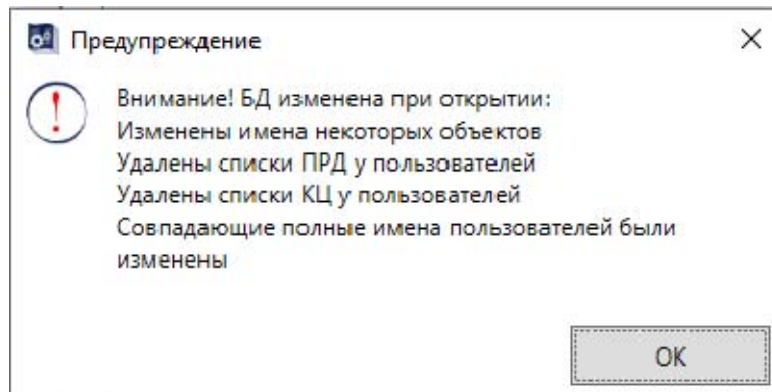 Предупреждение
Внимание! БД изменена при открытии:
Изменены имена некоторых объектов
Удалены списки ПРД у пользователей
Удалены списки КЦ у пользователей
Совпадающие полные имена пользователей были
изменены
ОК